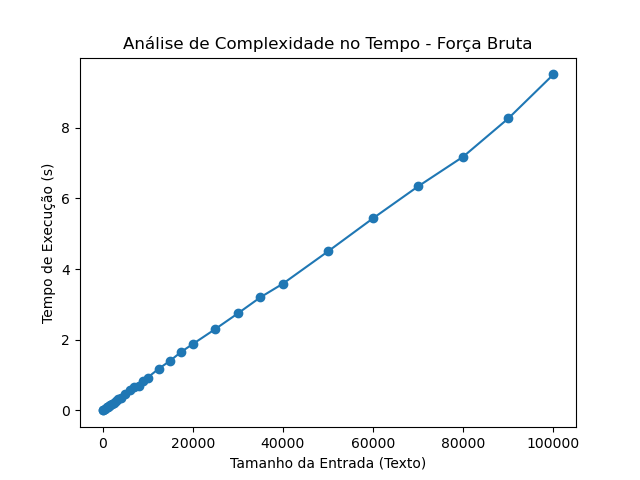 Análise de Complexidade no Tempo - Força Bruta
Tempo de Execução (s)
8
6
4
2
0
0 20000 40000 60000 80000 100000
Tamanho da Entrada (Texto)